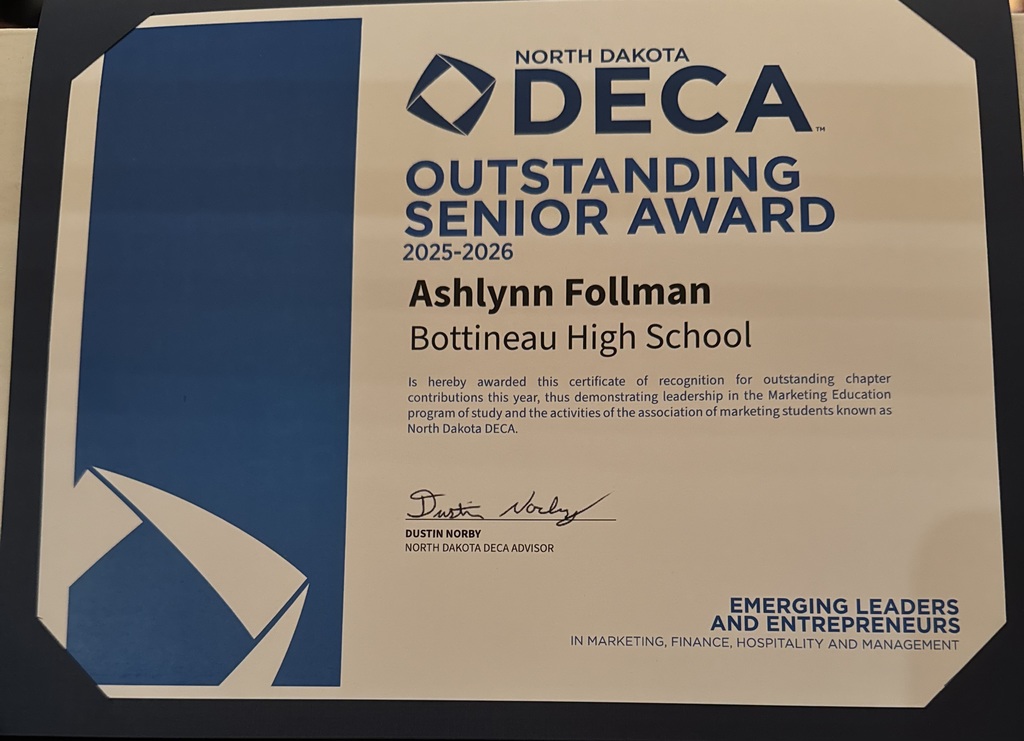 NORTH DAKOTA
DECA™
OUTSTANDING
SENIOR AWARD
2025-2026
Ashlynn Follman
Bottineau High School
Is hereby awarded this certificate of recognition for outstanding chapter
contributions this year, thus demonstrating leadership in the Marketing Education
program of study and the activities of the association of marketing students known as
North Dakota DECA.
Dustin Norby
DUSTIN NORBY
NORTH DAKOTA DECA ADVISOR
EMERGING LEADERS
AND ENTREPRENEURS
IN MARKETING, FINANCE, HOSPITALITY AND MANAGEMENT